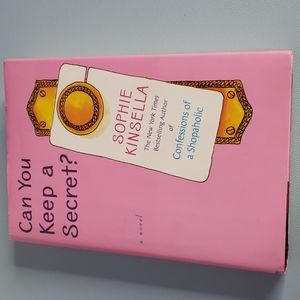 Can You
Keep a
Secret?
SOPHIE
KINSELLA
The New York Times
Bestselling Author
of
Confessions of
a Shopaholic
a novel